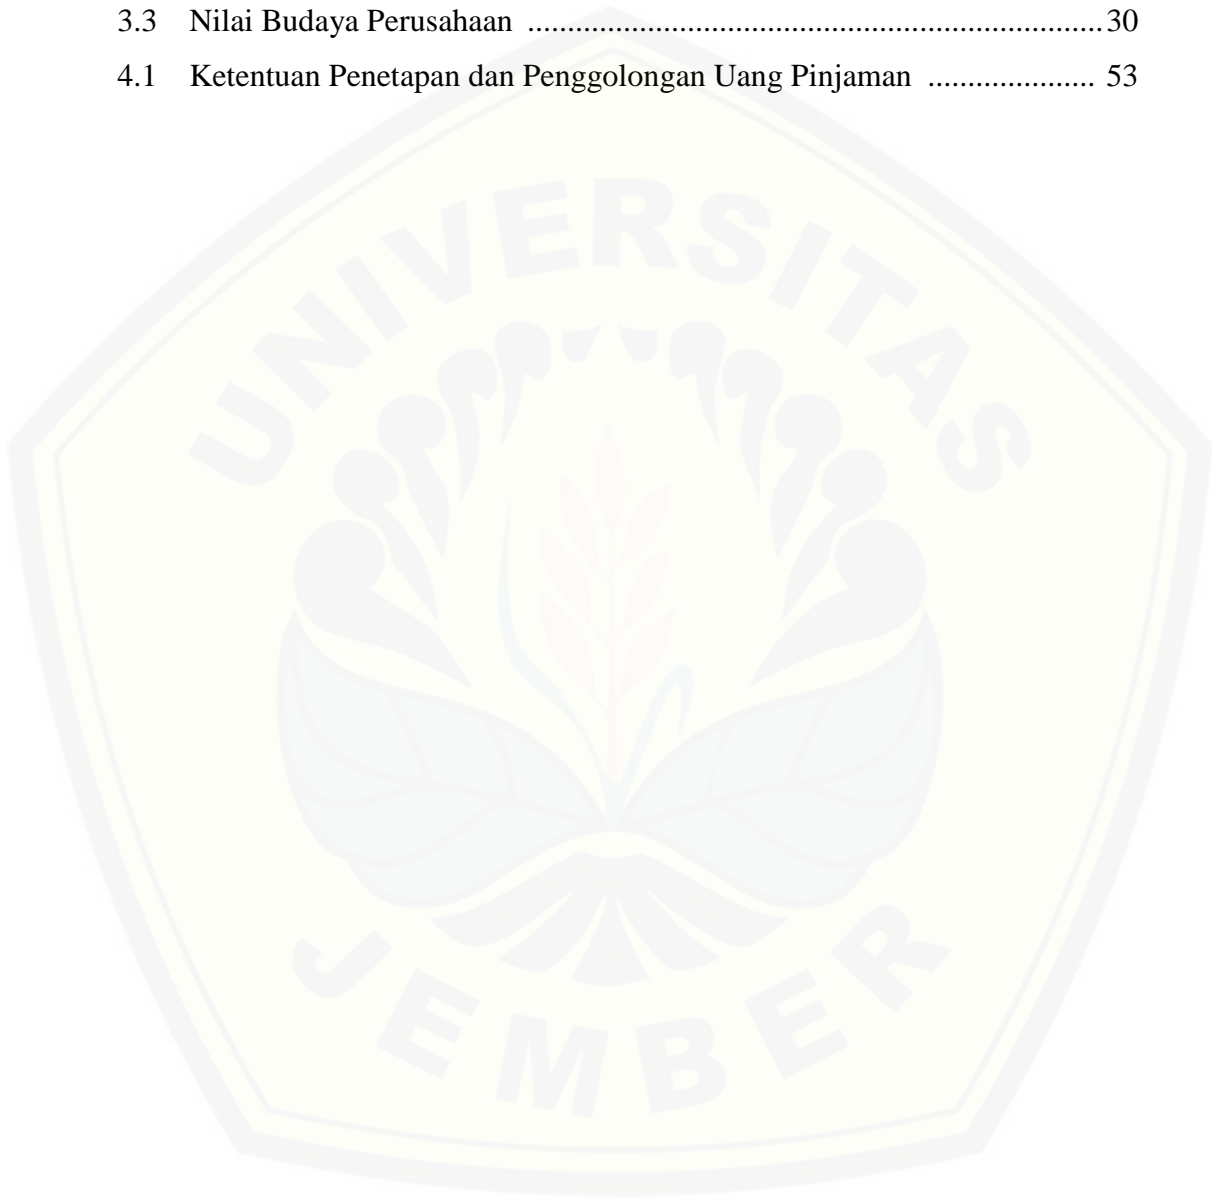 3.3 Nilai Budaya Perusahaan ........................................................................ 30
4.1 Ketentuan Penetapan dan Penggolongan Uang Pinjaman ..................... 53
UNIVERSITAS
JEMBER